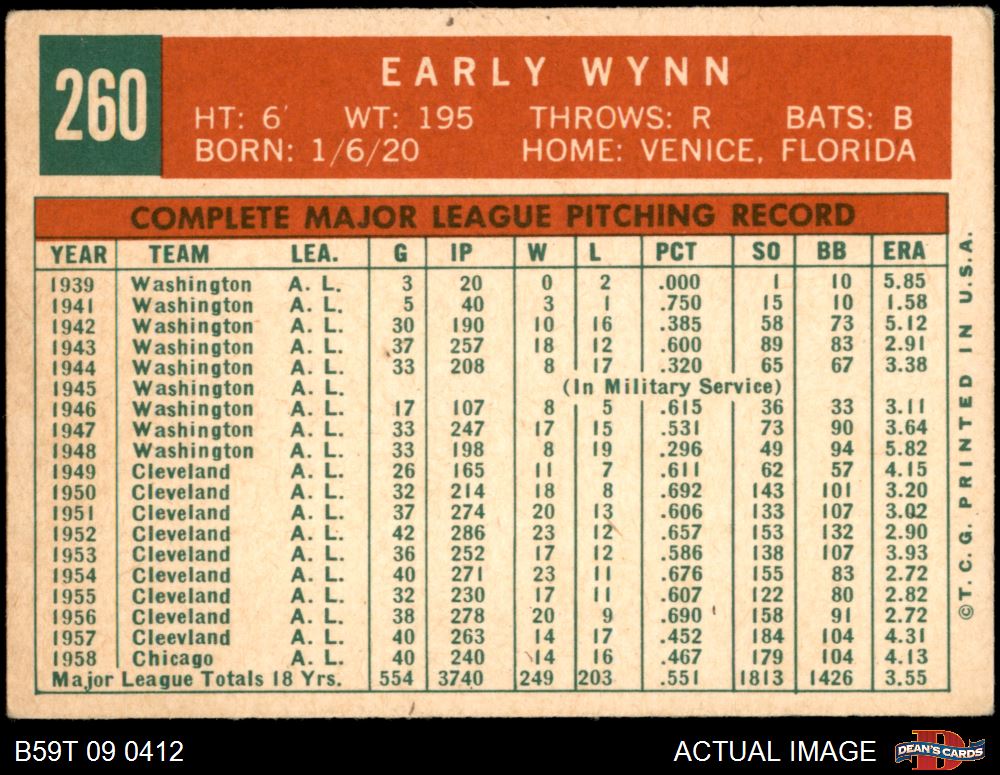 260
EARLY WYNN
HT: 6' WT: 195 THROWS: R BATS: B
BORN: 1/6/20 HOME: VENICE, FLORIDA
COMPLETE MAJOR LEAGUE PITCHING RECORD
YEAR TEAM LEA. G IP W L PCT SO BB ERA
1939 Washington A. L. 3 20 0 2 .000 1 10 5.85
1941 Washington A. L. 5 40 3 1 .750 15 10 1.58
1942 Washington A. L. 30 190 10 16 .385 58 73 5.12
1943 Washington A. L. 37 257 18 12 .600 89 83 2.91
1944 Washington A. L. 33 208 8 17 .320 65 67 3.38
1945 Washington A. L. (In Military Service)
1946 Washington A. L. 17 107 8 5 .615 36 33 3.11
1947 Washington A. L. 33 247 17 15 .531 73 90 3.64
1948 Washington A. L. 33 198 8 19 .296 49 94 5.82
1949 Cleveland A. L. 26 165 11 7 .611 62 57 4.15
1950 Cleveland A. L. 32 214 18 8 .692 143 101 3.20
1951 Cleveland A. L. 37 274 20 13 .606 133 107 3.02
1952 Cleveland A. L. 42 286 23 12 .657 153 132 2.90
1953 Cleveland A. L. 36 252 17 12 .586 138 107 3.93
1954 Cleveland A. L. 40 271 23 11 .676 155 83 2.72
1955 Cleveland A. L. 32 230 17 11 .607 122 80 2.82
1956 Cleveland A. L. 38 278 20 9 .690 158 91 2.72
1957 Cleevland A. L. 40 263 14 17 .452 184 104 4.31
1958 Chicago A. L. 40 240 14 16 .467 179 104 4.13
Major League Totals 18 Yrs. 554 3740 249 203 .551 1813 1426 3.55
©T.C.G. PRINTED IN U.S.A.
B59T 09 0412 ACTUAL IMAGE
D
DEAN'S CARDS